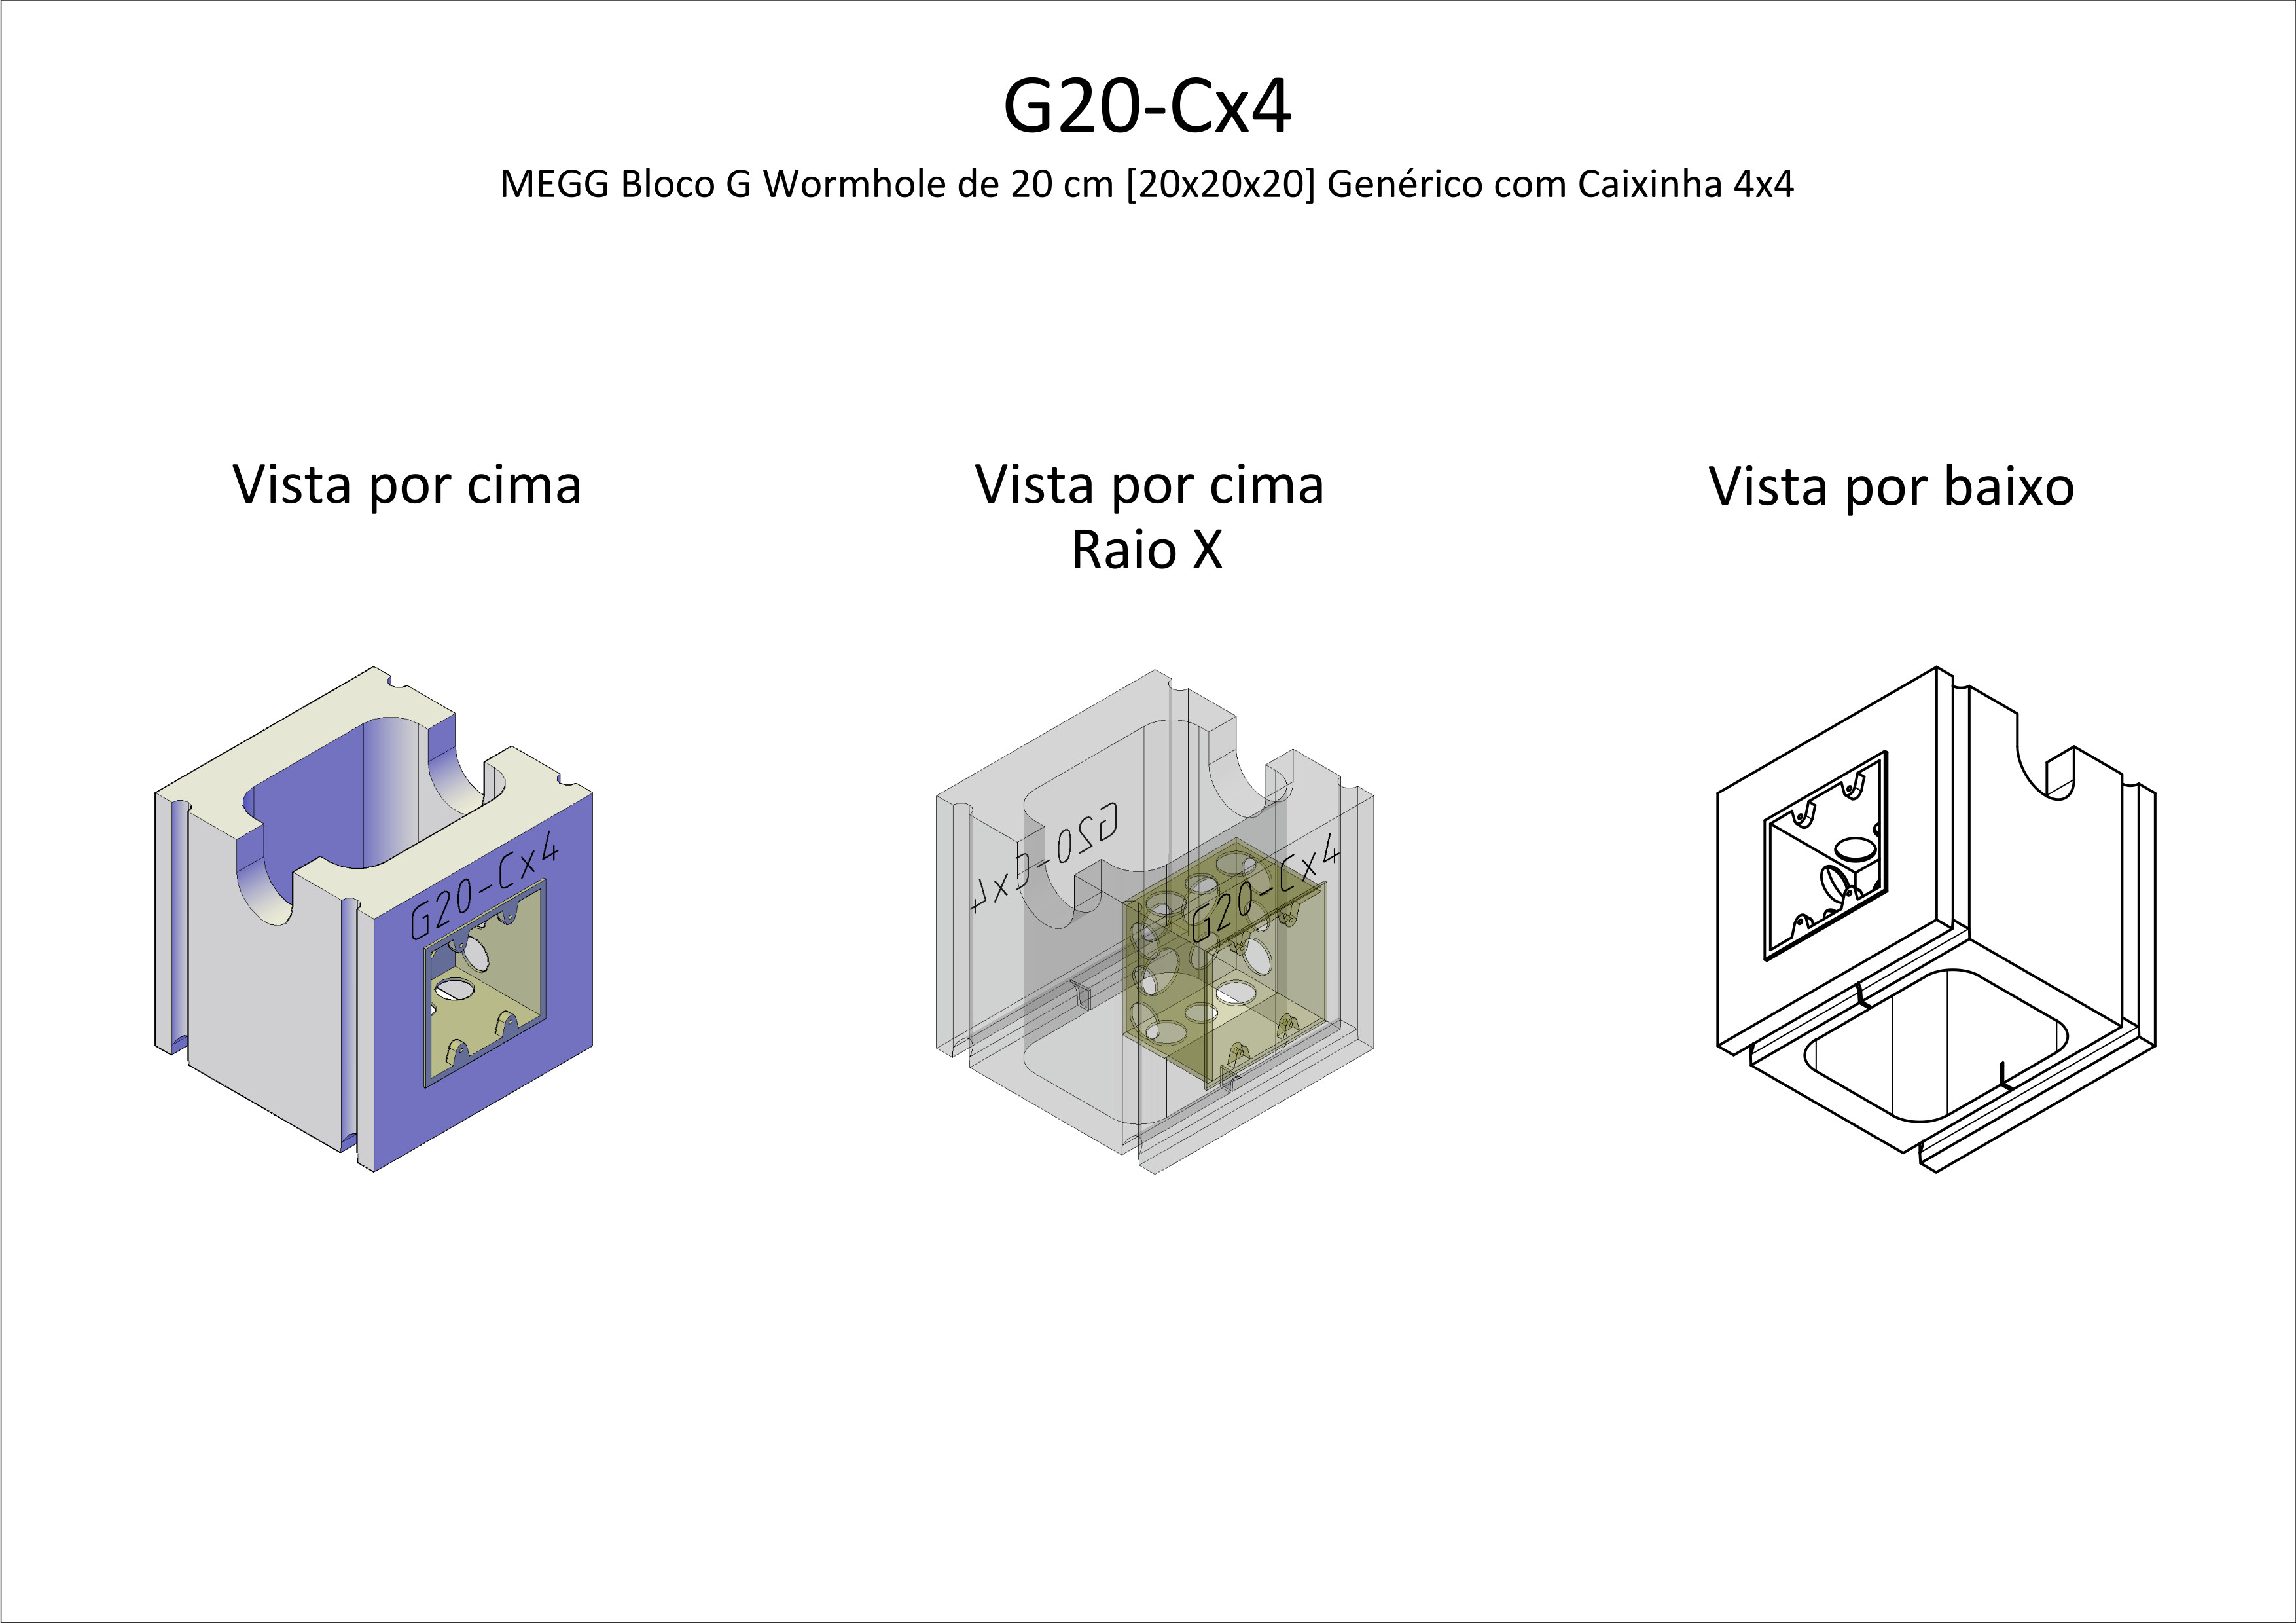 G20-Cx4
MEGG Bloco G Wormhole de 20 cm [20x20x20] Genérico com Caixinha 4x4
Vista por cima
Vista por cima
Raio X
Vista por baixo
G20-Cx4
G20-Cx4
G20-Cx4